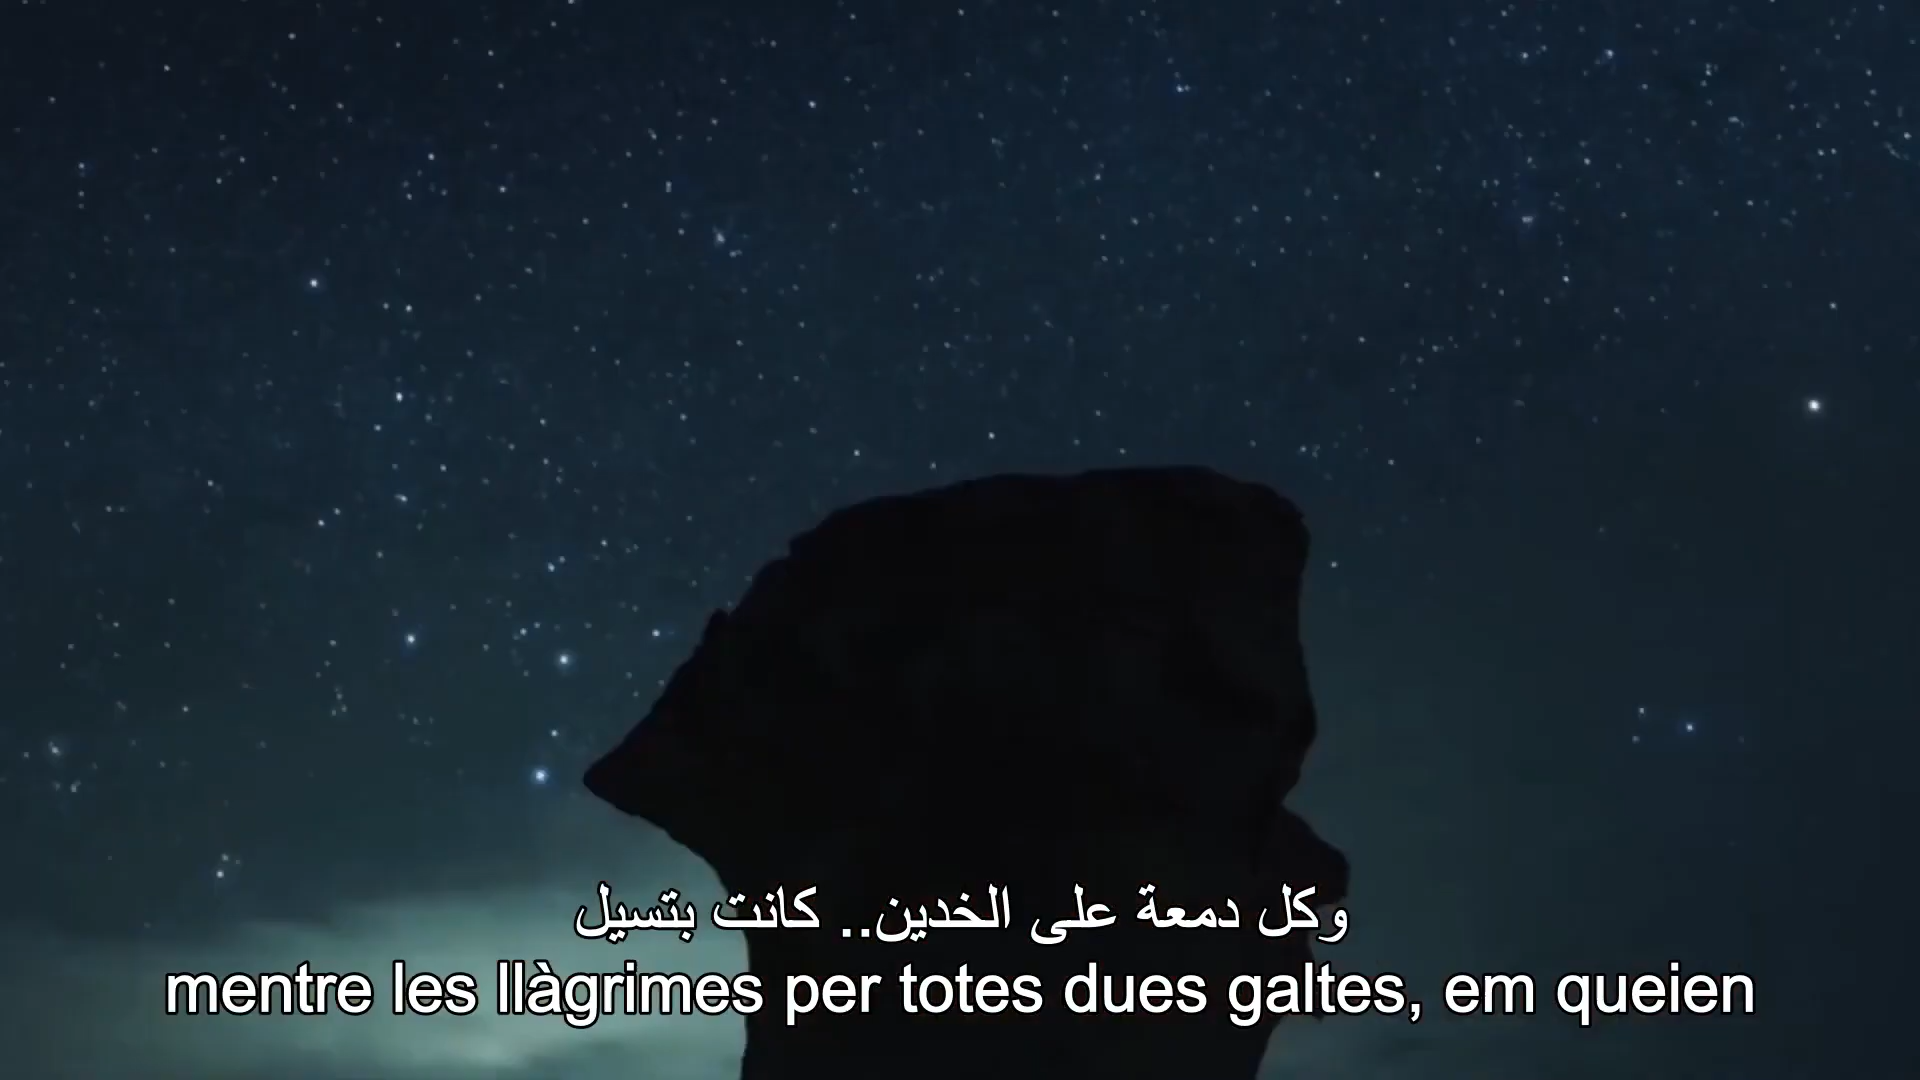 وكل دمعة على الخدين.. كانت بتسيل
mentre les llàgrimes per totes dues galtes, em queien